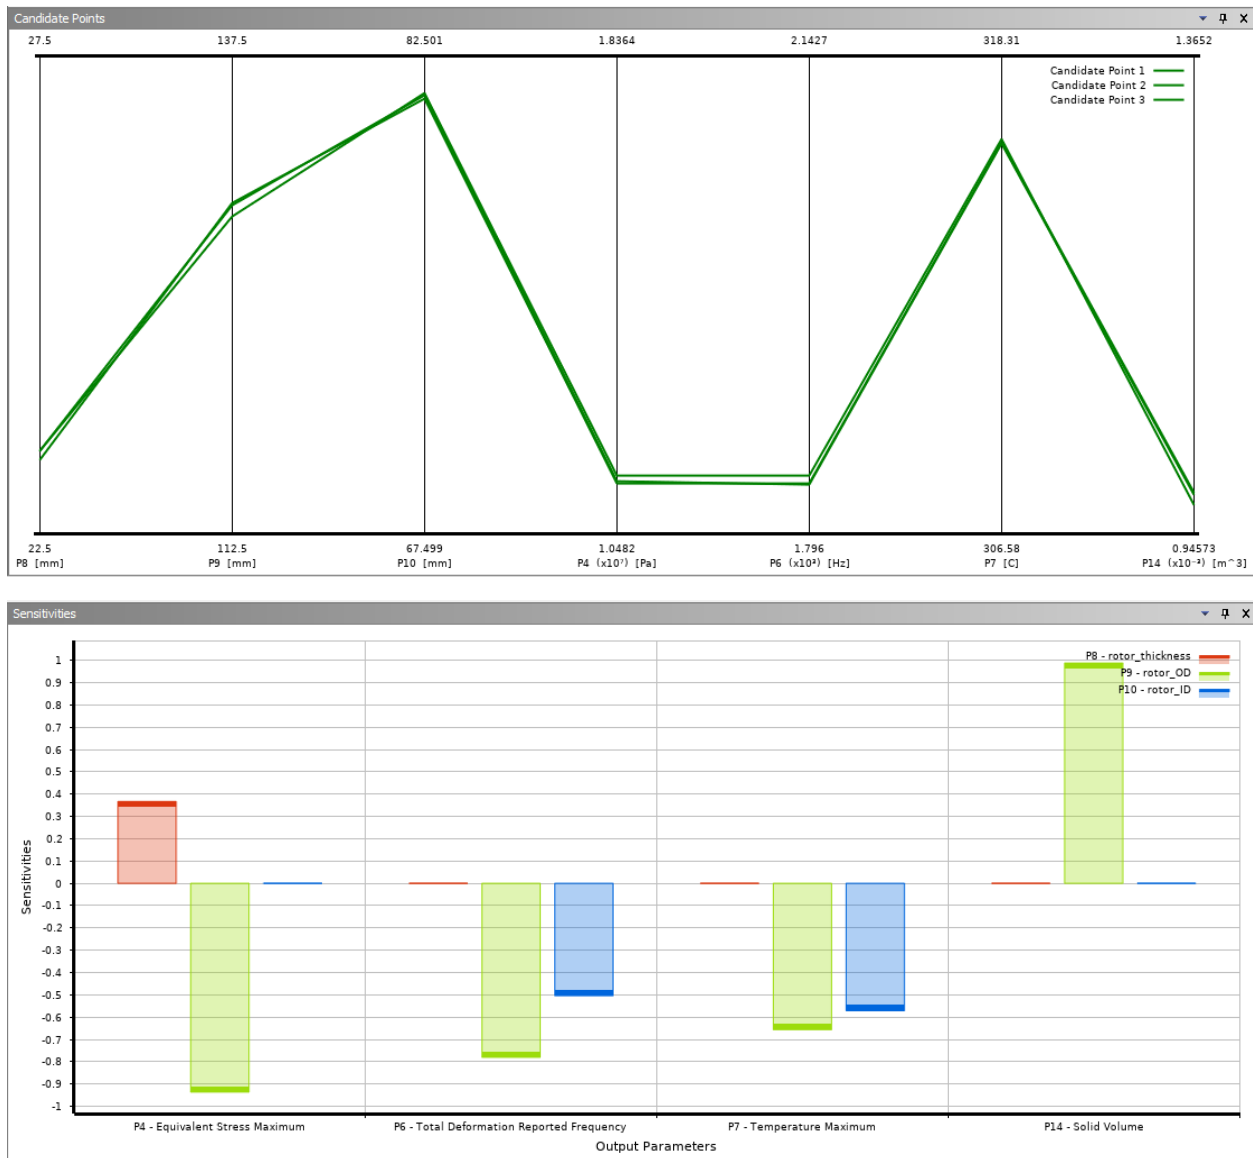 Candidate Points
27.5 137.5 82.501 1.8364 2.1427 318.31 1.3652
Candidate Point 1
Candidate Point 2
Candidate Point 3
22.5 112.5 67.499 1.0482 1.796 306.58 0.94573
P8 [mm] P9 [mm] P10 [mm] P4 (x10⁷) [Pa] P6 (x10³) [Hz] P7 [C] P14 (x10⁻³) [m^3]
Sensitivities
P8 - rotor_thickness
P9 - rotor_OD
P10 - rotor_ID
1
0.9
0.8
0.7
0.6
0.5
0.4
0.3
0.2
0.1
0
-0.1
-0.2
-0.3
-0.4
-0.5
-0.6
-0.7
-0.8
-0.9
-1
Sensitivities
P4 - Equivalent Stress Maximum P6 - Total Deformation Reported Frequency P7 - Temperature Maximum P14 - Solid Volume
Output Parameters